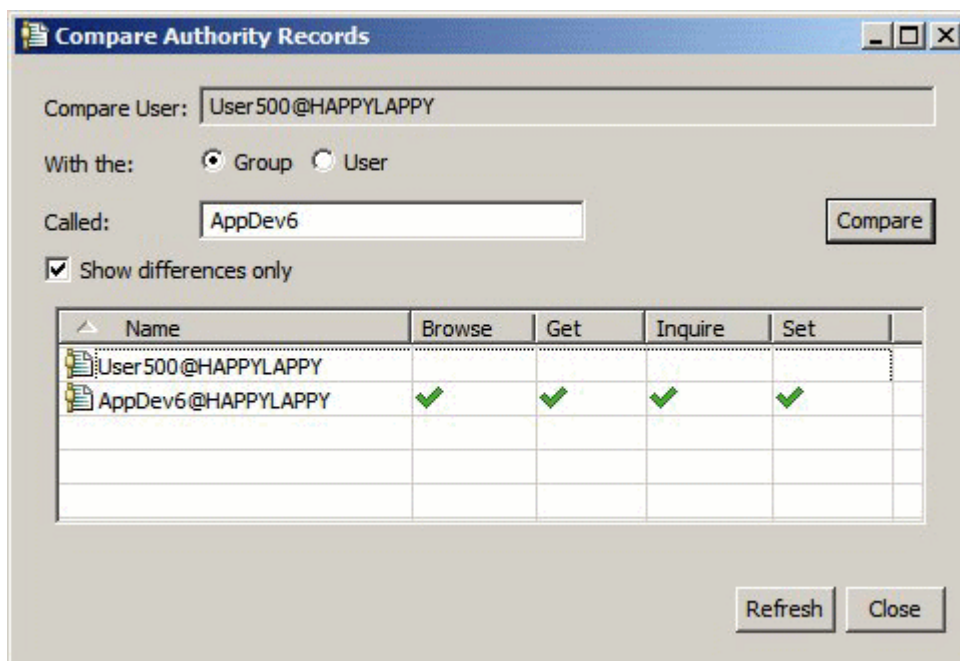 Compare Authority Records
Compare User: User500@HAPPYLAPPY
With the: Group User
Called: AppDev6 Compare
Show differences only
Name Browse Get Inquire Set
User500@HAPPYLAPPY
AppDev6@HAPPYLAPPY
Refresh Close